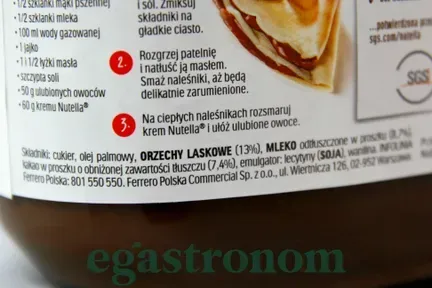 • 1/2 szklanki mąki pszennej
• 1/2 szklanki mleka
• 100 ml wody gazowanej
• 1 jajko
• 1 i 1/2 łyżki masła
• szczypta soli
• 50 g ulubionych owoców
• 60 g kremu Nutella®
i sól. Zmiksuj
składniki na
gładkie ciasto.
2. Rozgrzej patelnię
i natłuść ją masłem.
Smaż naleśniki, aż będą
delikatnie zarumienione.
3. Na ciepłych naleśnikach rozsmaruj
krem Nutella® i ułóż ulubione owoce.
...potwierdzona prze
sgs.com/nutella
SGS
Składniki: cukier, olej palmowy, ORZECHY LASKOWE (13%), MLEKO odtłuszczone w proszku (8,7%),
kakao w proszku o obniżonej zawartości tłuszczu (7,4%), emulgator: lecytyny (SOJA), wanilina. INFOLINIA
Ferrero Polska: 801 550 550. Ferrero Polska Commercial Sp. z o.o., ul. Wiertnicza 126, 02-952 Warszawa
egastronom